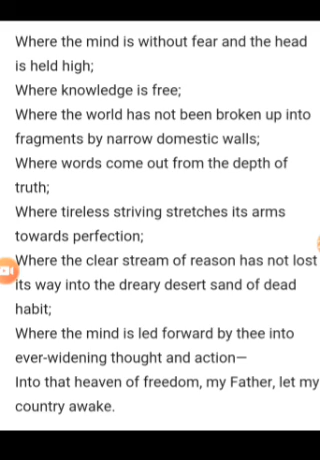 Where the mind is without fear and the head
is held high;
Where knowledge is free;
Where the world has not been broken up into
fragments by narrow domestic walls;
Where words come out from the depth of
truth;
Where tireless striving stretches its arms
towards perfection;
Where the clear stream of reason has not lost
its way into the dreary desert sand of dead
habit;
Where the mind is led forward by thee into
ever-widening thought and action—
Into that heaven of freedom, my Father, let my
country awake.